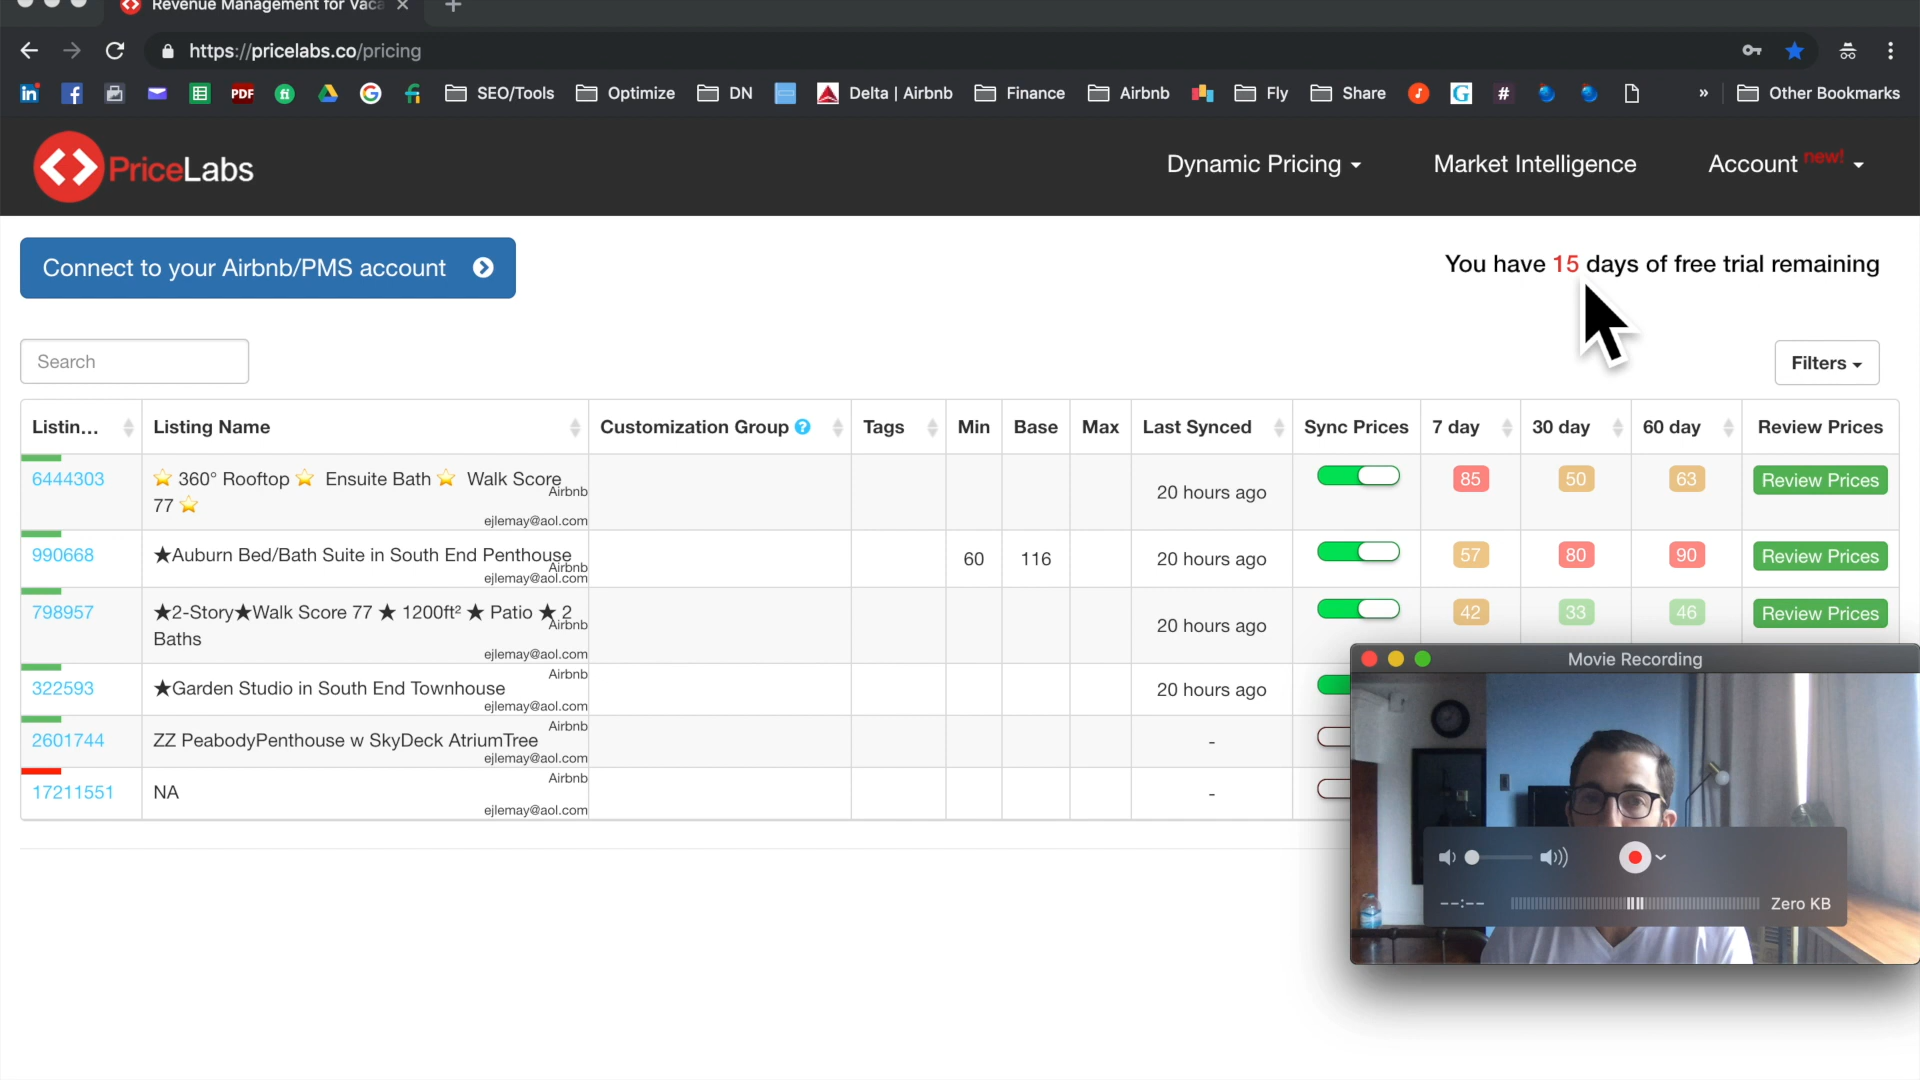 Revenue Management for Vaca
https://pricelabs.co/pricing
SEO/Tools Optimize DN Delta | Airbnb Finance Airbnb Fly Share » Other Bookmarks
PriceLabs
Dynamic Pricing Market Intelligence Account new!
Connect to your Airbnb/PMS account
You have 15 days of free trial remaining
Search
Filters
Listin... Listing Name Customization Group ? Tags Min Base Max Last Synced Sync Prices 7 day 30 day 60 day Review Prices
6444303 ⭐ 360° Rooftop ⭐ Ensuite Bath ⭐ Walk Score 20 hours ago 85 50 63 Review Prices
77 ⭐
Airbnb
ejlemay@aol.com
990668 ★Auburn Bed/Bath Suite in South End Penthouse 60 116 20 hours ago 57 80 90 Review Prices
Airbnb
ejlemay@aol.com
798957 ★2-Story★Walk Score 77 ★ 1200ft² ★ Patio ★ 2 20 hours ago 42 33 46 Review Prices
Baths
Airbnb
ejlemay@aol.com
322593 ★Garden Studio in South End Townhouse 20 hours ago
Airbnb
ejlemay@aol.com
2601744 ZZ PeabodyPenthouse w SkyDeck AtriumTree -
Airbnb
ejlemay@aol.com
17211551 NA -
Airbnb
ejlemay@aol.com
Movie Recording
--:-- Zero KB